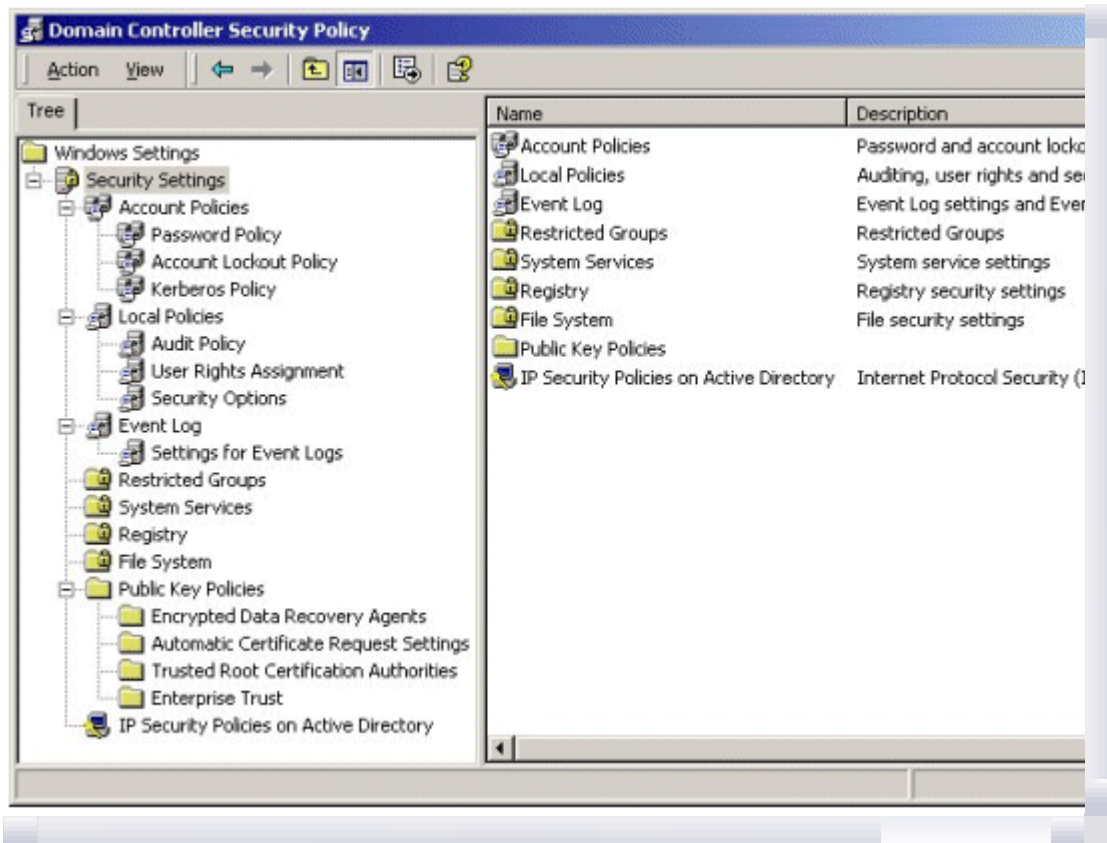 Domain Controller Security Policy
Action View
Tree
Windows Settings
Security Settings
Account Policies
Password Policy
Account Lockout Policy
Kerberos Policy
Local Policies
Audit Policy
User Rights Assignment
Security Options
Event Log
Settings for Event Logs
Restricted Groups
System Services
Registry
File System
Public Key Policies
Encrypted Data Recovery Agents
Automatic Certificate Request Settings
Trusted Root Certification Authorities
Enterprise Trust
IP Security Policies on Active Directory
Name Description
Account Policies Password and account
Local Policies Auditing, user rights and
Event Log Event Log settings and
Restricted Groups Restricted Groups
System Services System service settings
Registry Registry security settings
File System File security settings
Public Key Policies
IP Security Policies on Active Directory Internet Protocol Security